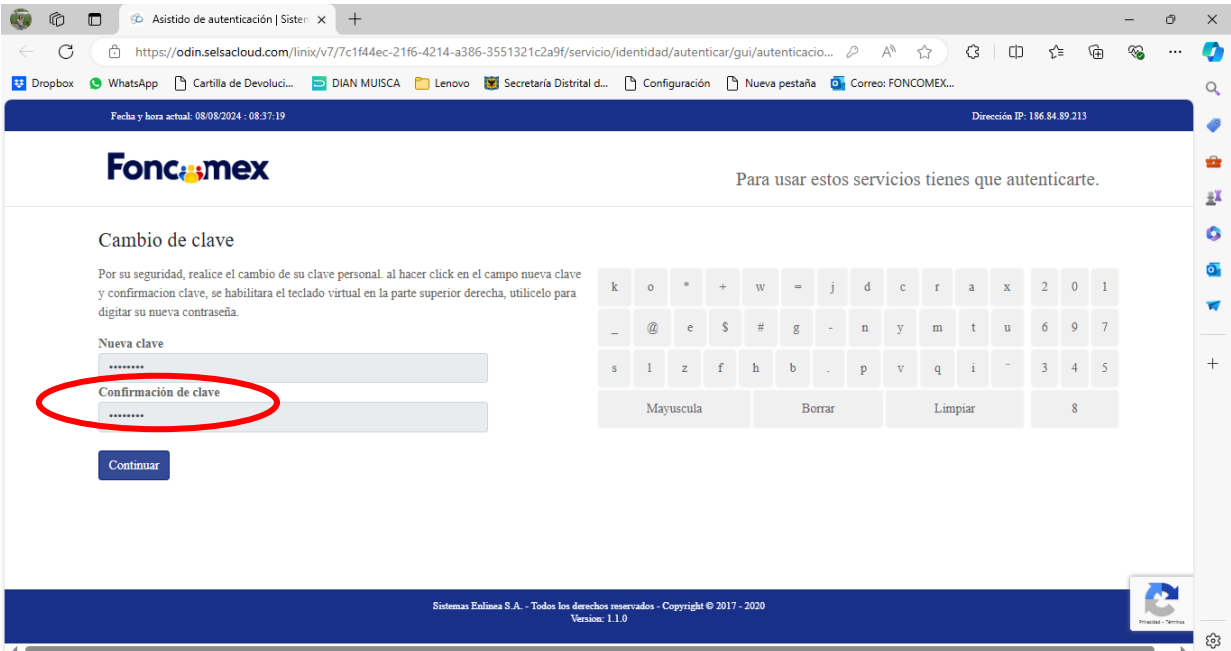 Asistido de autenticación | Sisten
https://odin.selsacloud.com/linix/v7/7c1f44ec-21f6-4214-a386-3551321c2a9f/servicio/identidad/autenticar/gui/autenticacio...
Dropbox WhatsApp Cartilla de Devoluci... DIAN MUISCA Lenovo Secretaría Distrital d... Configuración Nueva pestaña Correo: FONCOMEX...
Fecha y hora actual: 08/08/2024 : 08:37:19 Dirección IP: 186.84.89.213
Foncomex
Para usar estos servicios tienes que autenticarte.
Cambio de clave
Por su seguridad, realice el cambio de su clave personal. al hacer click en el campo nueva clave
y confirmacion clave, se habilitara el teclado virtual en la parte superior derecha, utilicelo para
digitar su nueva contraseña.
Nueva clave
••••••••
Confirmación de clave
••••••••
Continuar
k o * + w = j d c r a x 2 0 1
_ @ e $ # g - n y m t u 6 9 7
s l z f h b . p v q i ¯ 3 4 5
Mayuscula Borrar Limpiar 8
Sistemas Enlinea S.A. - Todos los derechos reservados - Copyright © 2017 - 2020
Version: 1.1.0
Privacidad - Términos